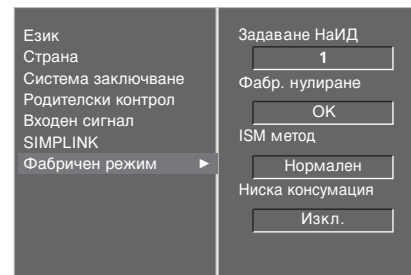 Език
Страна
Система заключване
Родителски контрол
Входен сигнал
SIMPLINK
Фабричен режим ►
Задаване НаИД
1
Фабр. нулиране
OK
ISM метод
Нормален
Ниска консумация
Изкл.